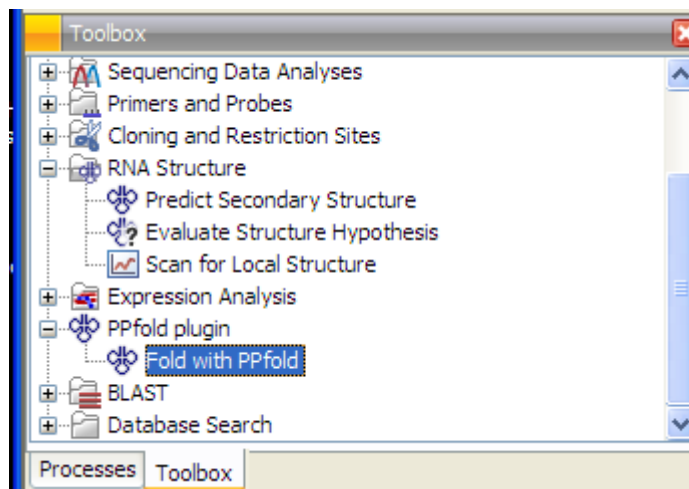 Toolbox
Sequencing Data Analyses
Primers and Probes
Cloning and Restriction Sites
RNA Structure
Predict Secondary Structure
Evaluate Structure Hypothesis
Scan for Local Structure
Expression Analysis
PPfold plugin
Fold with PPfold
BLAST
Database Search
Processes Toolbox